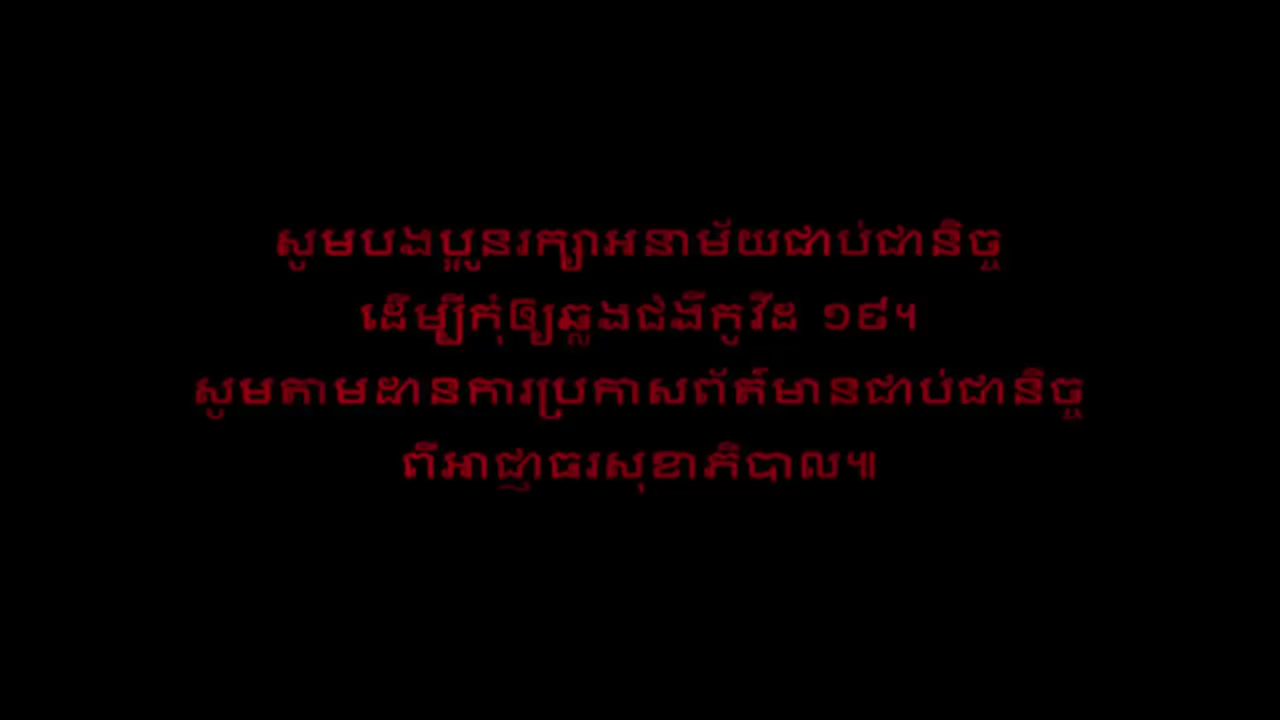 សូមបងប្អូនរក្សាអនាម័យជាប់ជានិច្ច
ដើម្បីកុំឲ្យឆ្លងជំងឺកូវីដ ១៩។
សូមតាមដានការប្រកាសព័ត៌មានជាប់ជានិច្ច
ពីអាជ្ញាធរសុខាភិបាល៕